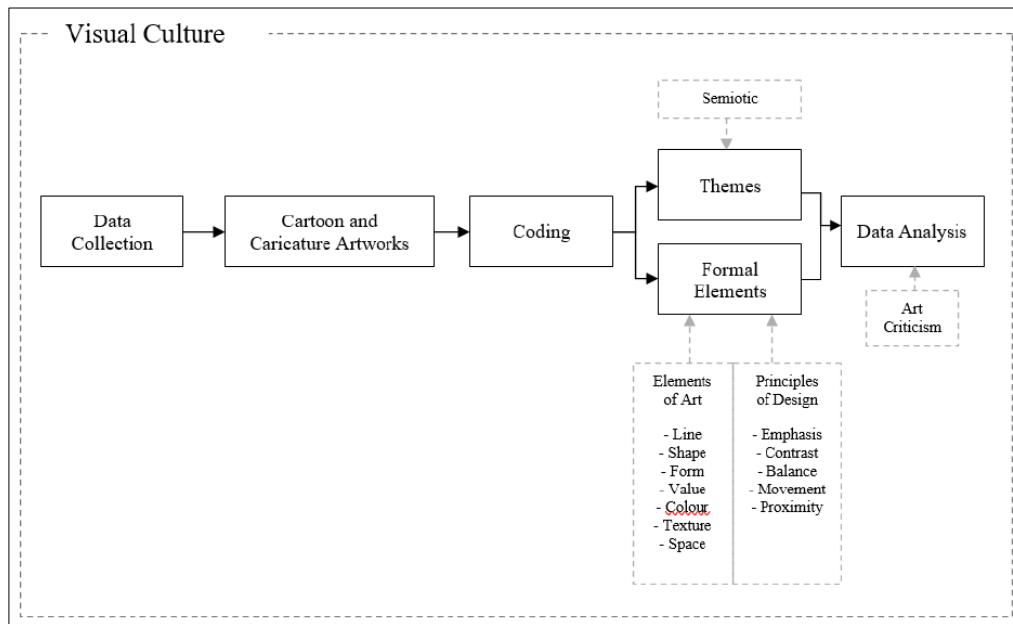 Visual Culture
Semiotic
Data
Collection
Cartoon and
Caricature Artworks
Coding
Themes
Formal
Elements
Data Analysis
Art
Criticism
Elements
of Art
- Line
- Shape
- Form
- Value
- Colour
- Texture
- Space
Principles
of Design
- Emphasis
- Contrast
- Balance
- Movement
- Proximity